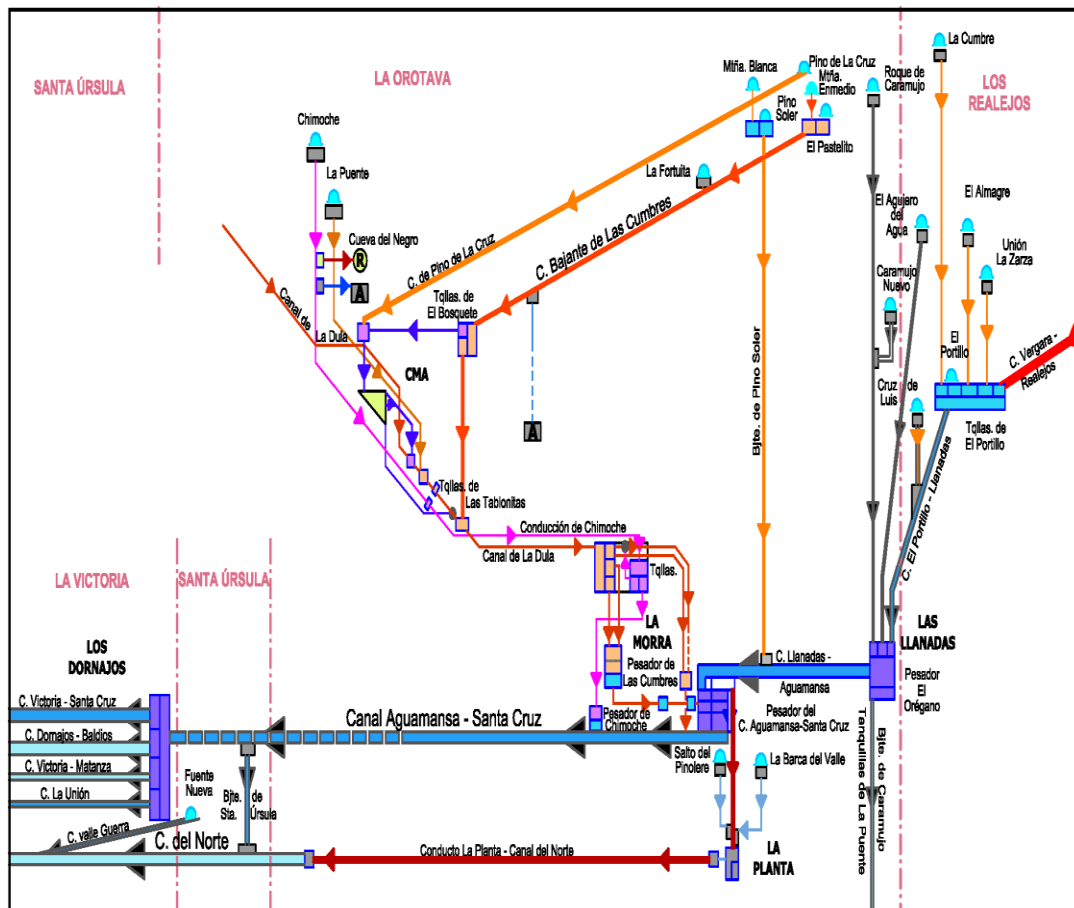 SANTA ÚRSULA
LA OROTAVA
LOS
REALEJOS
La Cumbre
Pino de La Cruz
Mtña. Blanca
Mtña.
Enmedio
Roque de
Caramujo
Pino
Soler
El Pastelito
Chimoche
La Puente
La Fortuita
El Almagre
El Agujero
del
Agua
Unión
La Zarza
Cueva del Negro
R
A
C. de Pino de La Cruz
C. Bajante de Las Cumbres
Caramujo
Nuevo
Canal de
La Dula
Tqllas. de
El Bosquete
CMA
El
Portillo
C. Vergara -
Realejos
Cruz de
Luis
Bjte. de Pino Soler
A
Tqllas. de
El Portillo
C. El Portillo - Llanadas
Tqllas. de
Las Tablonitas
Conducción de Chimoche
Canal de La Dula
Tqllas.
LA VICTORIA
SANTA ÚRSULA
LA
MORRA
LAS
LLANADAS
LOS
DORNAJOS
Pesador de
Las Cumbres
C. Llanadas -
Aguamansa
Pesador
El
Orégano
C. Victoria - Santa Cruz
Canal Aguamansa - Santa Cruz
Pesador de
Chimoche
Pesador del
C. Aguamansa-Santa Cruz
C. Dornajos - Baldíos
C. Victoria - Matanza
C. La Unión
Fuente
Nueva
Bjte. de
Sta. Úrsula
Salto del
Pinolere
La Barca del Valle
Tanquillas de La Puente
Bjte. de Caramujo
C. valle Guerra
C. del Norte
Conducto La Planta - Canal del Norte
LA
PLANTA